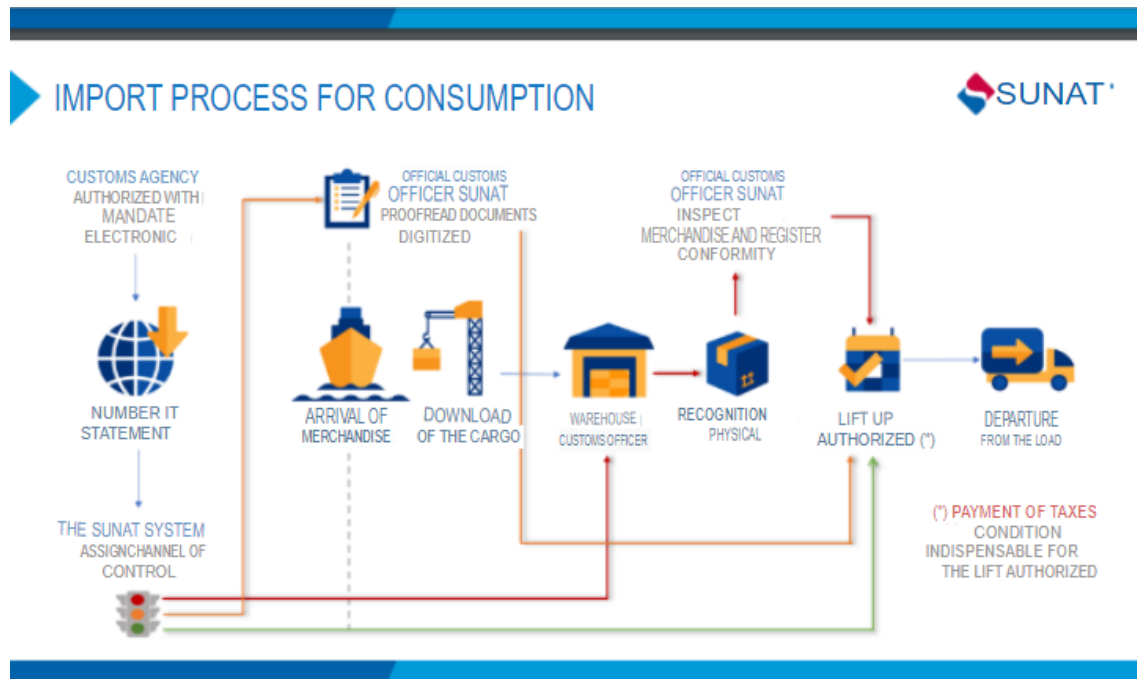 IMPORT PROCESS FOR CONSUMPTION
SUNAT
CUSTOMS AGENCY
AUTHORIZED WITH
MANDATE
ELECTRONIC
OFFICIAL CUSTOMS
OFFICER SUNAT
PROOFREAD DOCUMENTS
DIGITIZED
OFFICIAL CUSTOMS
OFFICER SUNAT
INSPECT
MERCHANDISE AND REGISTER
CONFORMITY
NUMBER IT
STATEMENT
ARRIVAL OF
MERCHANDISE
DOWNLOAD
OF THE CARGO
WAREHOUSE
CUSTOMS OFFICER
RECOGNITION
PHYSICAL
LIFT UP
AUTHORIZED (*)
DEPARTURE
FROM THE LOAD
THE SUNAT SYSTEM
ASSIGNCHANNEL OF
CONTROL
(*) PAYMENT OF TAXES
CONDITION
INDISPENSABLE FOR
THE LIFT AUTHORIZED